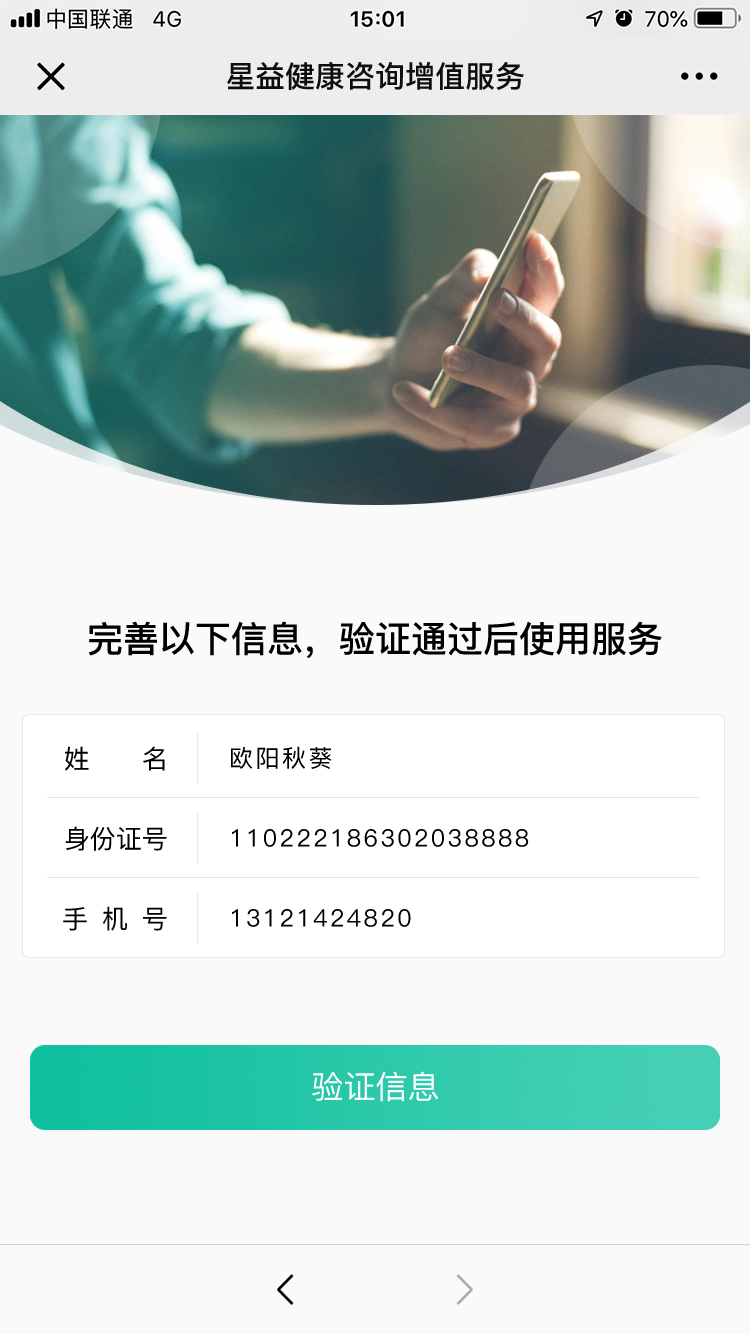 中国联通 4G 15:01 70%
星益健康咨询增值服务
完善以下信息，验证通过后使用服务
姓名 欧阳秋葵
身份证号 110222186302038888
手机号 13121424820
验证信息